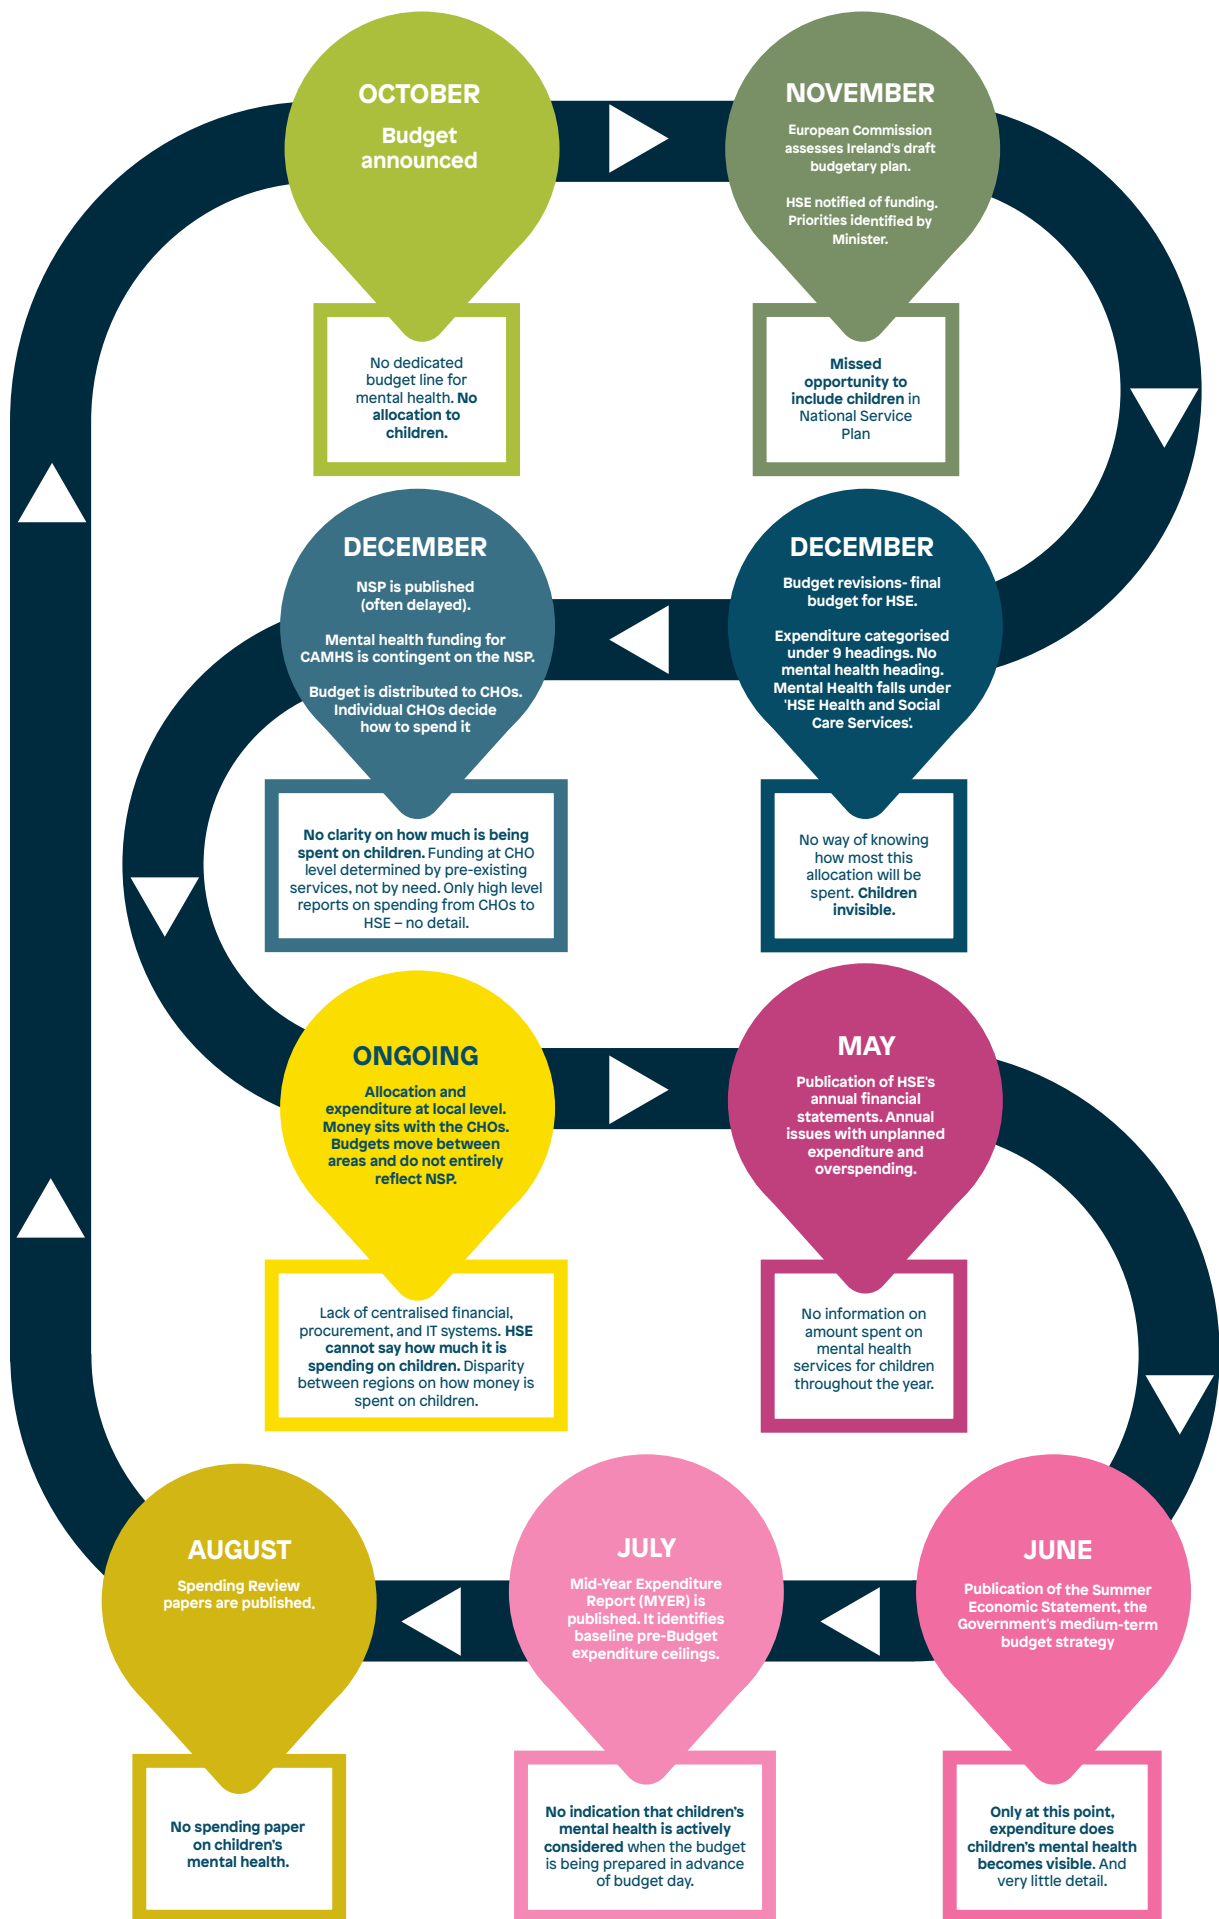 OCTOBER
Budget
announced
No dedicated
budget line for
mental health. No
allocation to
children.
NOVEMBER
European Commission
assesses Ireland's draft
budgetary plan.
HSE notified of funding.
Priorities identified by
Minister.
Missed
opportunity to
include children in
National Service
Plan
DECEMBER
Budget revisions- final
budget for HSE.
Expenditure categorised
under 9 headings. No
mental health heading.
Mental Health falls under
'HSE Health and Social
Care Services'.
No way of knowing
how most this
allocation will be
spent. Children
invisible.
DECEMBER
NSP is published
(often delayed).
Mental health funding for
CAMHS is contingent on the NSP.
Budget is distributed to CHOs.
Individual CHOs decide
how to spend it
No clarity on how much is being
spent on children. Funding at CHO
level determined by pre-existing
services, not by need. Only high level
reports on spending from CHOs to
HSE – no detail.
ONGOING
Allocation and
expenditure at local level.
Money sits with the CHOs.
Budgets move between
areas and do not entirely
reflect NSP.
Lack of centralised financial,
procurement, and IT systems. HSE
cannot say how much it is
spending on children. Disparity
between regions on how money is
spent on children.
MAY
Publication of HSE's
annual financial
statements. Annual
issues with unplanned
expenditure and
overspending.
No information on
amount spent on
mental health
services for children
throughout the year.
JUNE
Publication of the Summer
Economic Statement, the
Government's medium-term
budget strategy
Only at this point,
expenditure does
children's mental health
becomes visible. And
very little detail.
JULY
Mid-Year Expenditure
Report (MYER) is
published. It identifies
baseline pre-Budget
expenditure ceilings.
No indication that children's
mental health is actively
considered when the budget
is being prepared in advance
of budget day.
AUGUST
Spending Review
papers are published.
No spending paper
on children's
mental health.